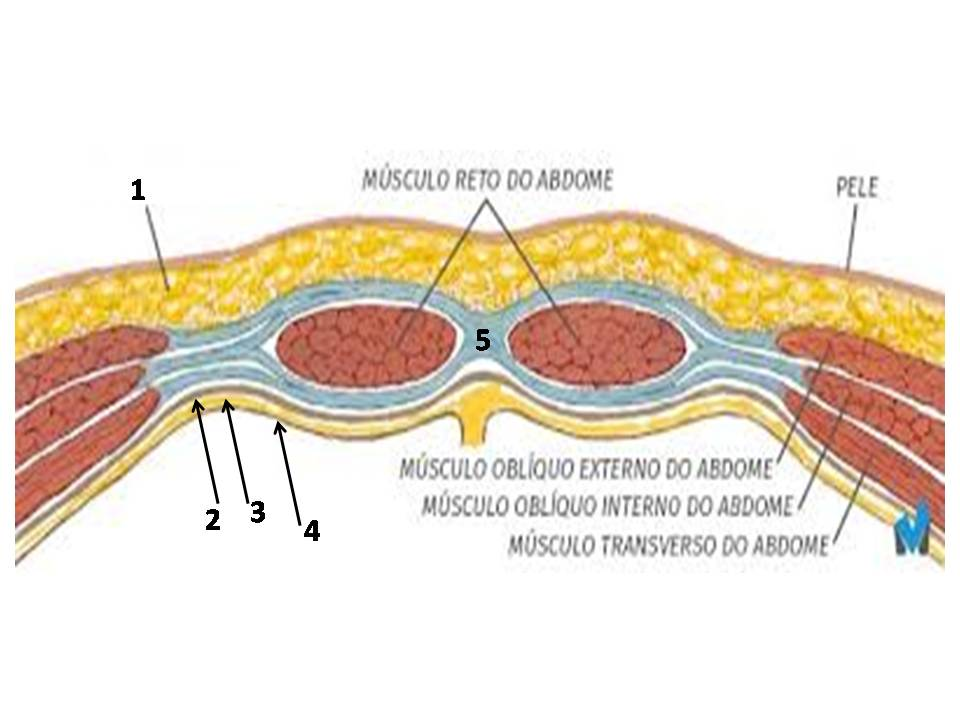 1
MÚSCULO RETO DO ABDOME
PELE
5
2
3
4
MÚSCULO OBLÍQUO EXTERNO DO ABDOME
MÚSCULO OBLÍQUO INTERNO DO ABDOME
MÚSCULO TRANSVERSO DO ABDOME